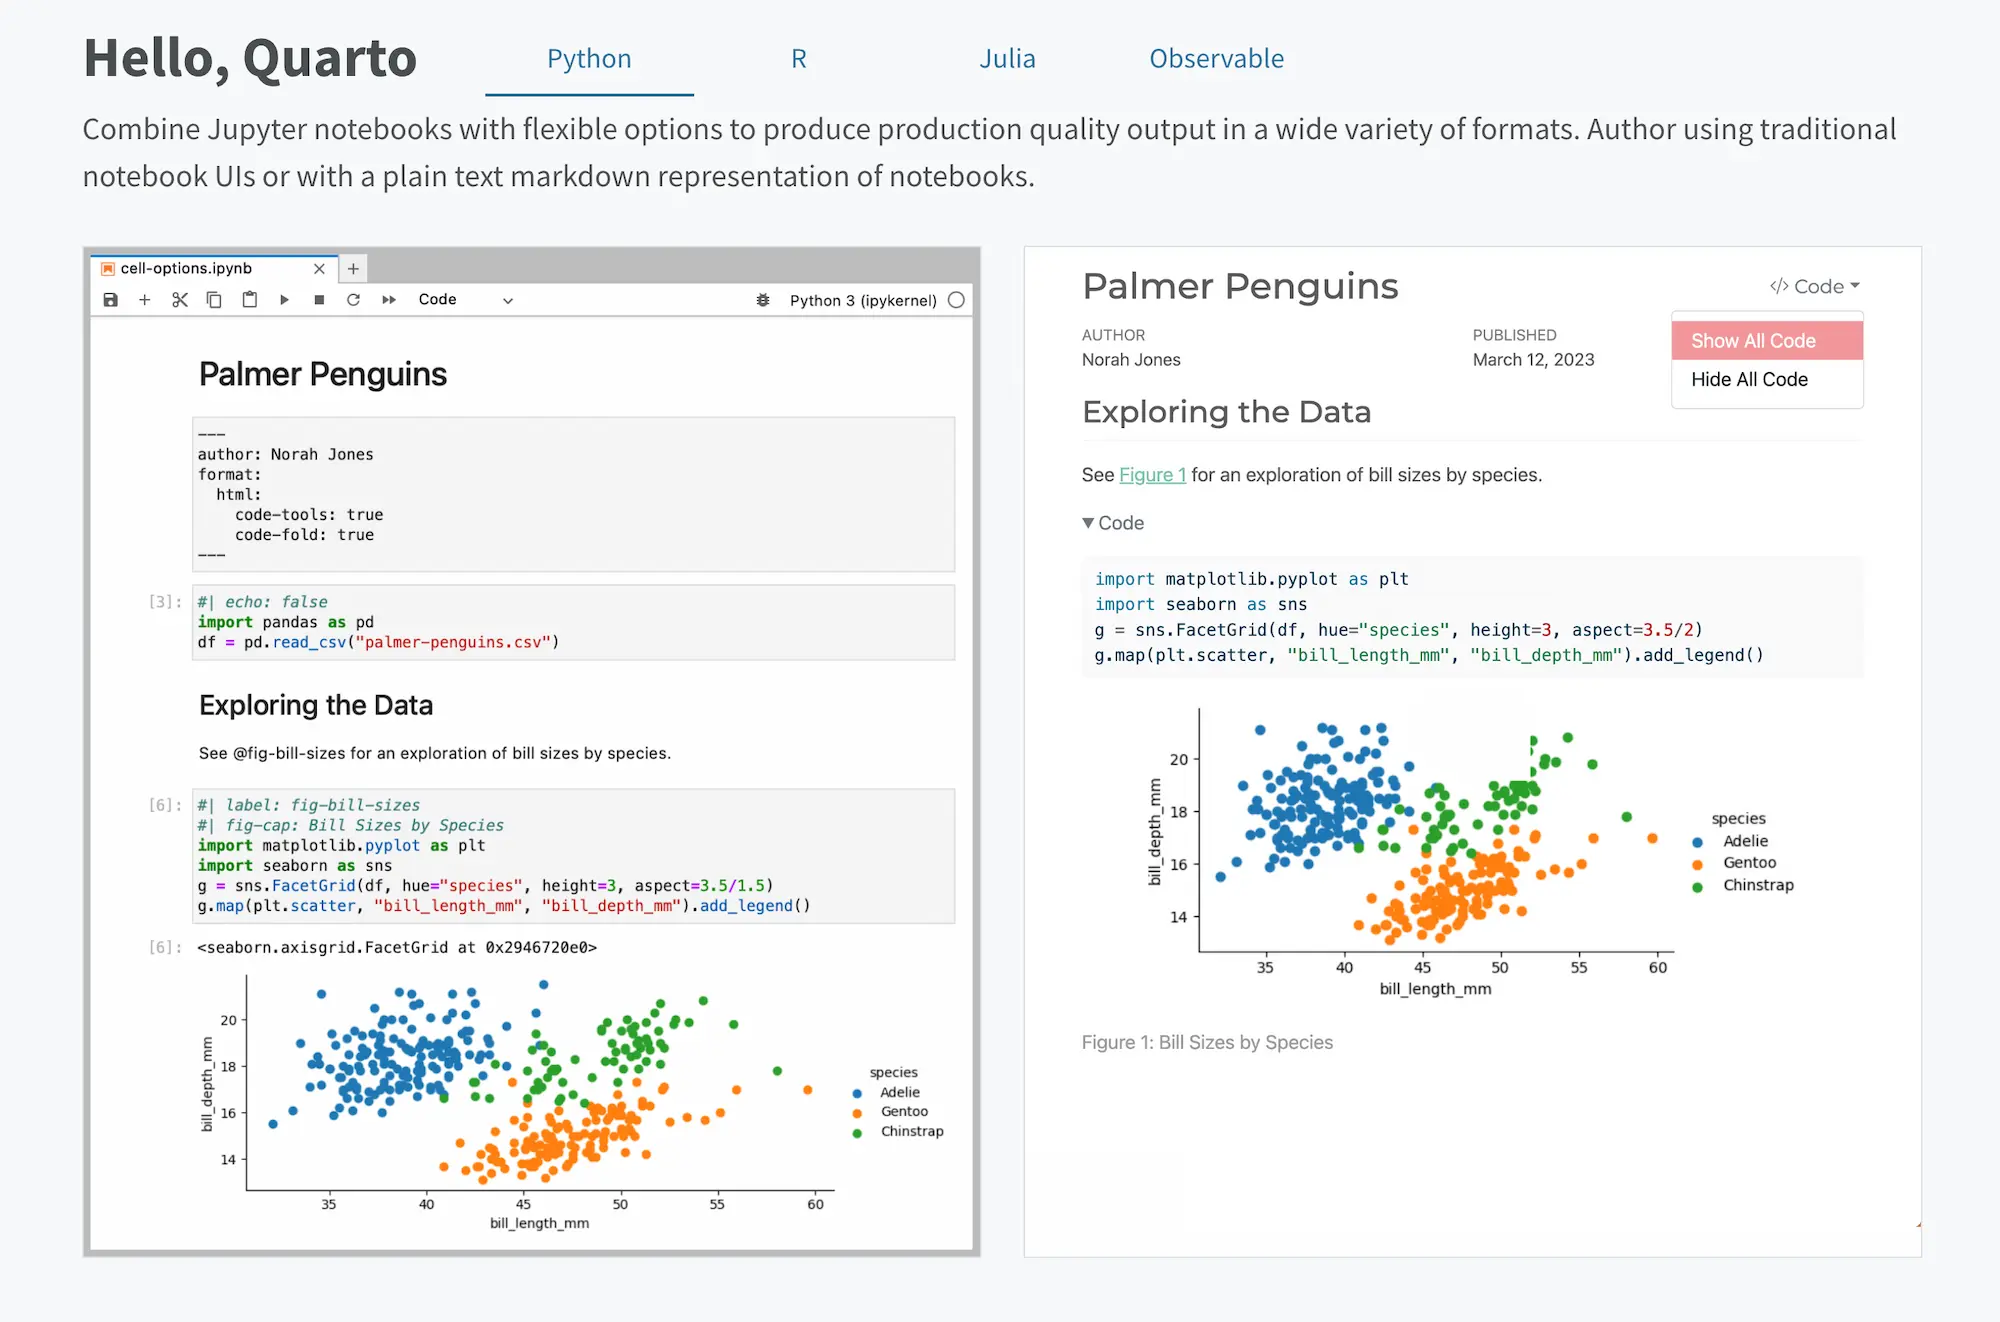 Hello, Quarto
Python
R
Julia
Observable
Combine Jupyter notebooks with flexible options to produce production quality output in a wide variety of formats. Author using traditional
notebook UIs or with a plain text markdown representation of notebooks.
cell-options.ipynb
Code
Python 3 (ipykernel)
Palmer Penguins
---
author: Norah Jones
format:
  html:
    code-tools: true
    code-fold: true
---
[3]:
#| echo: false
import pandas as pd
df = pd.read_csv("palmer-penguins.csv")
Exploring the Data
See @fig-bill-sizes for an exploration of bill sizes by species.
[6]:
#| label: fig-bill-sizes
#| fig-cap: Bill Sizes by Species
import matplotlib.pyplot as plt
import seaborn as sns
g = sns.FacetGrid(df, hue="species", height=3, aspect=3.5/1.5)
g.map(plt.scatter, "bill_length_mm", "bill_depth_mm").add_legend()
[6]:
<seaborn.axisgrid.FacetGrid at 0x2946720e0>
bill_depth_mm
20
18
16
14
35 40 45 50 55 60
bill_length_mm
species
Adelie
Gentoo
Chinstrap
Palmer Penguins
</> Code
Show All Code
Hide All Code
AUTHOR
Norah Jones
PUBLISHED
March 12, 2023
Exploring the Data
See Figure 1 for an exploration of bill sizes by species.
Code
import matplotlib.pyplot as plt
import seaborn as sns
g = sns.FacetGrid(df, hue="species", height=3, aspect=3.5/2)
g.map(plt.scatter, "bill_length_mm", "bill_depth_mm").add_legend()
bill_depth_mm
20
18
16
14
35 40 45 50 55 60
bill_length_mm
species
Adelie
Gentoo
Chinstrap
Figure 1: Bill Sizes by Species